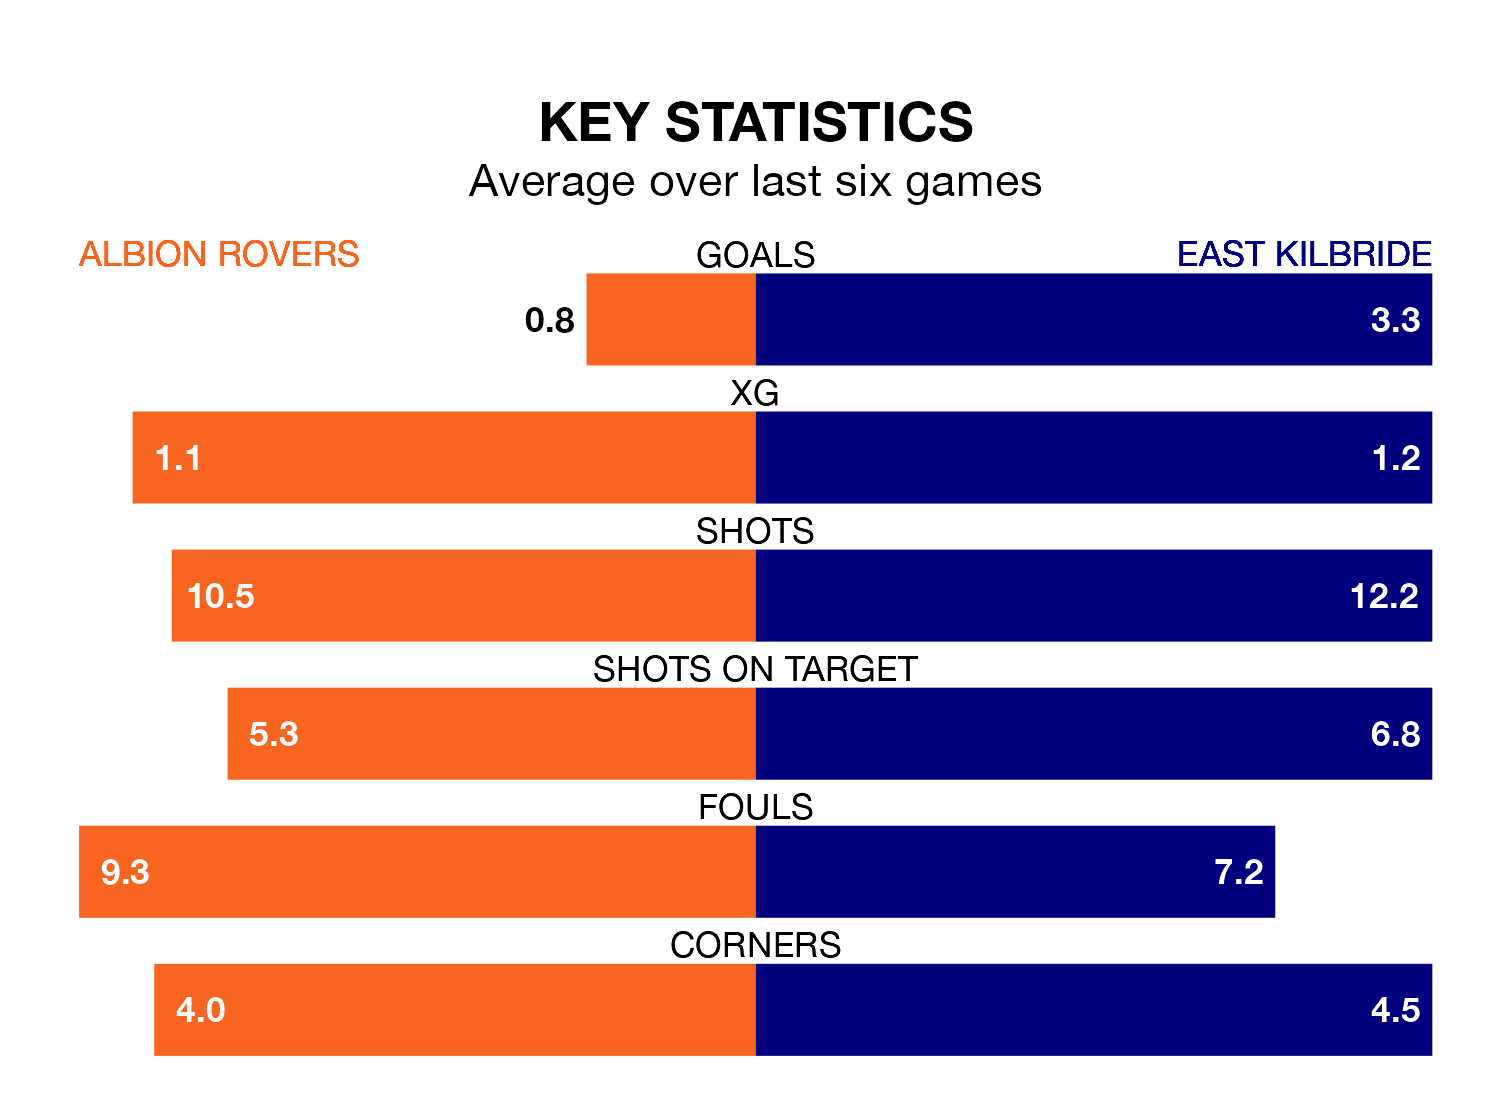 KEY STATISTICS
Average over last six games
ALBION ROVERS GOALS EAST KILBRIDE
0.8 3.3
XG
1.1 1.2
SHOTS
10.5 12.2
SHOTS ON TARGET
5.3 6.8
FOULS
9.3 7.2
CORNERS
4.0 4.5